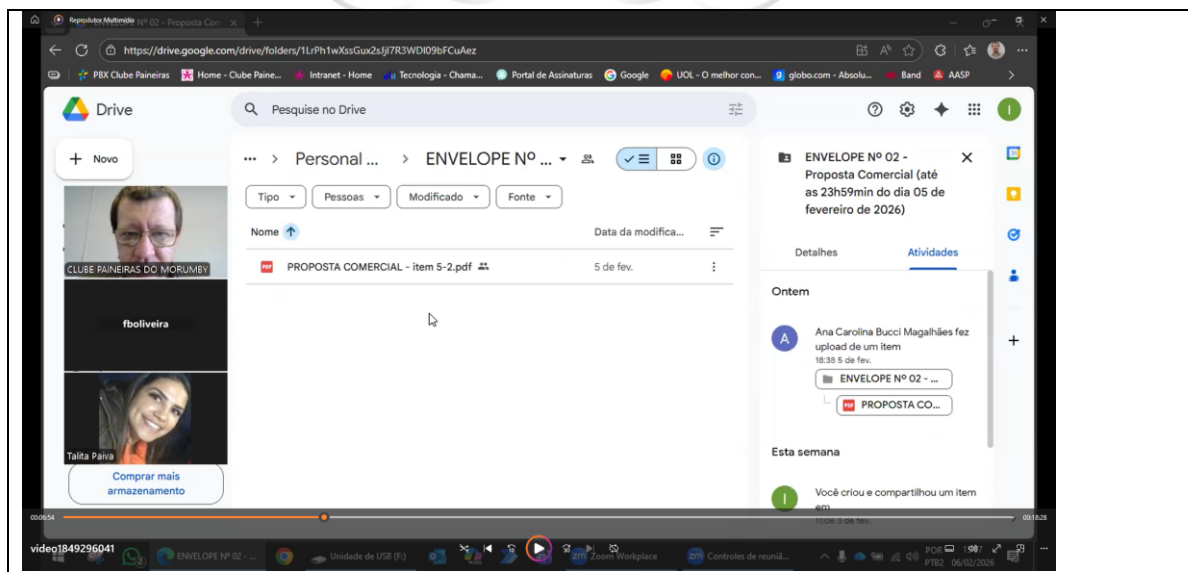 Reprodutor Multimídia
Nº 02 - Proposta Com
https://drive.google.com/drive/folders/1LrPh1wXssGux2sJjl7R3WDI09bFCuAez
PBX Clube Paineiras
Home - Clube Paine...
Intranet - Home
Tecnologia - Chama...
Portal de Assinaturas
Google
UOL - O melhor con...
globo.com - Absolu...
Band
AASP
Drive
Pesquise no Drive
Novo
Personal ...
ENVELOPE Nº ...
Tipo
Pessoas
Modificado
Fonte
Nome
Data da modifica...
PROPOSTA COMERCIAL - item 5-2.pdf
5 de fev.
CLUBE PAINEIRAS DO MORUMBY
fboliveira
Talita Paiva
Comprar mais
armazenamento
ENVELOPE Nº 02 -
Proposta Comercial (até
as 23h59min do dia 05 de
fevereiro de 2026)
Detalhes
Atividades
Ontem
A
Ana Carolina Bucci Magalhães fez
upload de um item
18:38 5 de fev.
ENVELOPE Nº 02 - ...
PROPOSTA CO...
Esta semana
I
Você criou e compartilhou um item
em
11:06 3 de fev.
00:06:54
00:18:28
video1849296041
ENVELOPE Nº 02 - ...
Unidade de USB (F:)
Zoom Workplace
Controles de reuniã...
POR
PTB2
06/02/2026